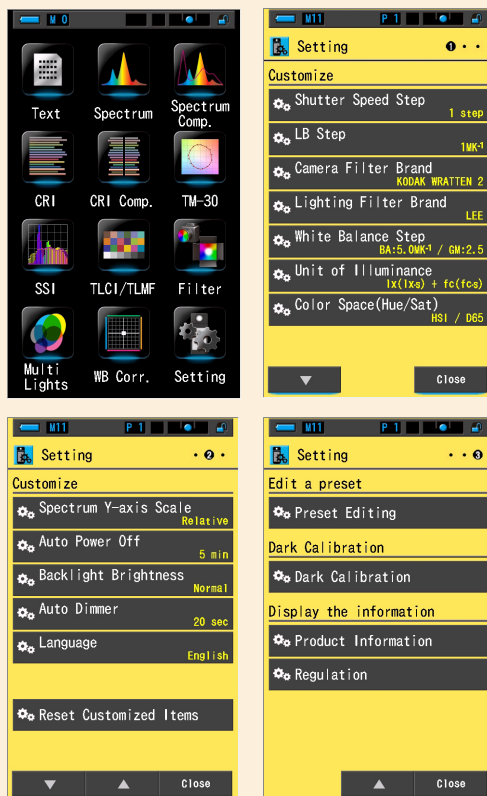 M 0
Text
Spectrum
Spectrum
Comp.
CRI
CRI Comp.
TM-30
SSI
TLCI/TLMF
Filter
Multi
Lights
WB Corr.
Setting
M11 P 1
Setting ❶ · ·
Customize
Shutter Speed Step
1 step
LB Step
1MK⁻¹
Camera Filter Brand
KODAK WRATTEN 2
Lighting Filter Brand
LEE
White Balance Step
BA:5.0MK⁻¹ / GM:2.5
Unit of Illuminance
lx(lx•s) + fc(fc•s)
Color Space(Hue/Sat)
HSI / D65
▼ Close
M11 P 1
Setting · ❷ ·
Customize
Spectrum Y-axis Scale
Relative
Auto Power Off
5 min
Backlight Brightness
Normal
Auto Dimmer
20 sec
Language
English
Reset Customized Items
▼ ▲ Close
M11 P 1
Setting · · ❸
Edit a preset
Preset Editing
Dark Calibration
Dark Calibration
Display the information
Product Information
Regulation
▲ Close